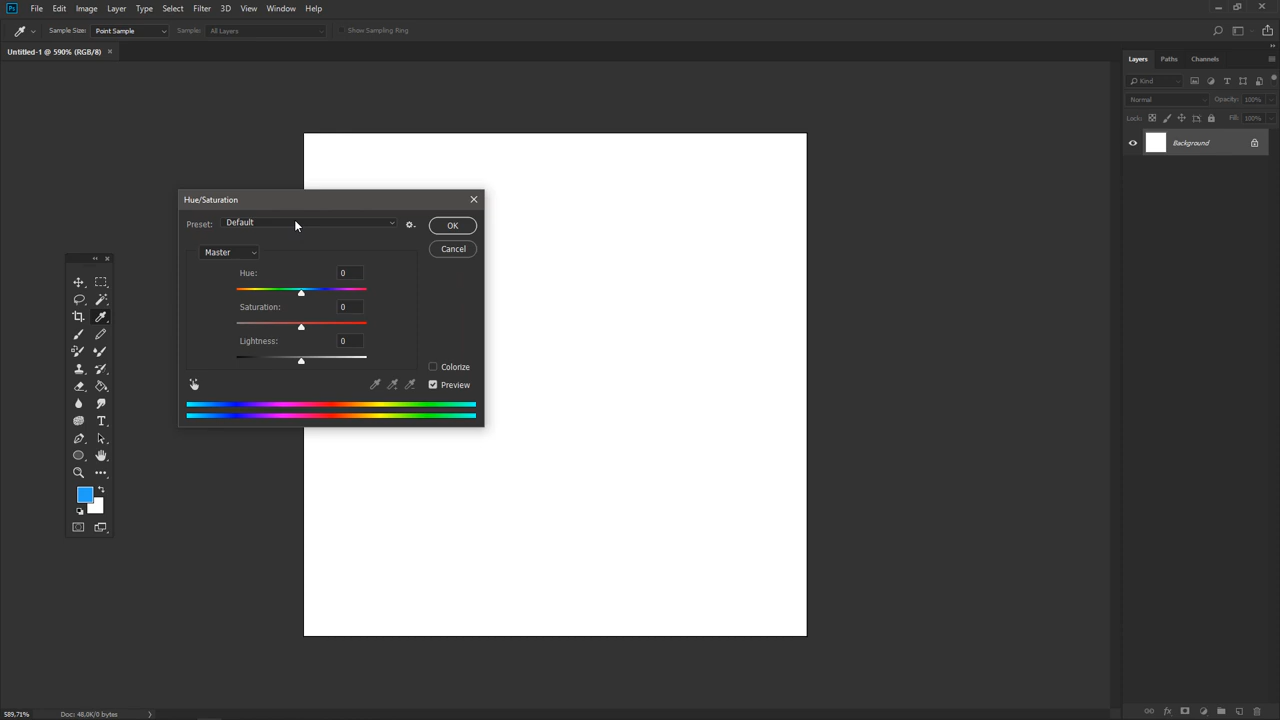 Ps File Edit Image Layer Type Select Filter 3D View Window Help
Sample Size: Point Sample Sample: All Layers Show Sampling Ring
Untitled-1 @ 590% (RGB/8) ×
Layers Paths Channels
Kind
Normal Opacity: 100%
Lock: Fill: 100%
Background
Hue/Saturation
Preset: Default
OK
Master
Cancel
Hue: 0
Saturation: 0
Lightness: 0
Colorize
Preview
589,71% Doc: 48,0K/0 bytes